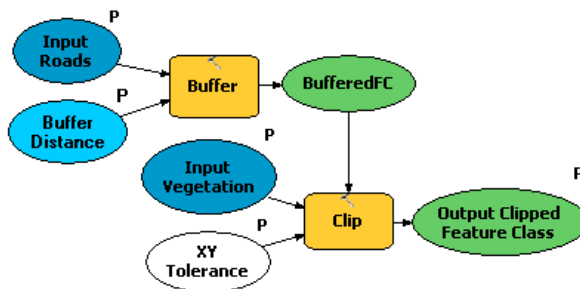 P
Input
Roads
Buffer
BufferedFC
P
Buffer
Distance
P
Input
Vegetation
P
Clip
Output Clipped
Feature Class
P
XY
Tolerance